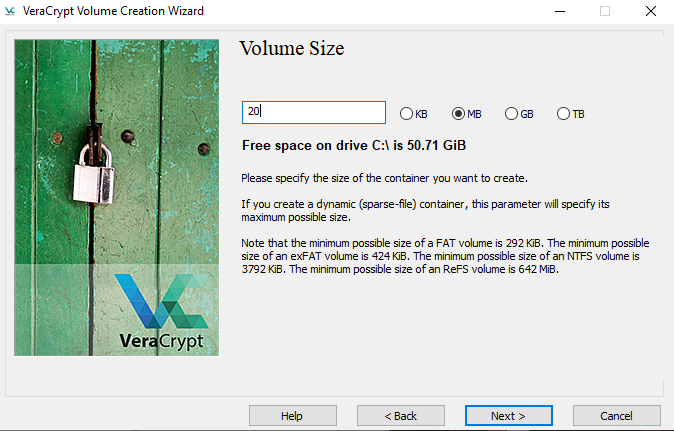 VeraCrypt Volume Creation Wizard
Volume Size
20
KB MB GB TB
Free space on drive C:\ is 50.71 GiB
Please specify the size of the container you want to create.
If you create a dynamic (sparse-file) container, this parameter will specify its
maximum possible size.
Note that the minimum possible size of a FAT volume is 292 KiB. The minimum possible
size of an exFAT volume is 424 KiB. The minimum possible size of an NTFS volume is
3792 KiB. The minimum possible size of an ReFS volume is 642 MiB.
VeraCrypt
Help < Back Next > Cancel